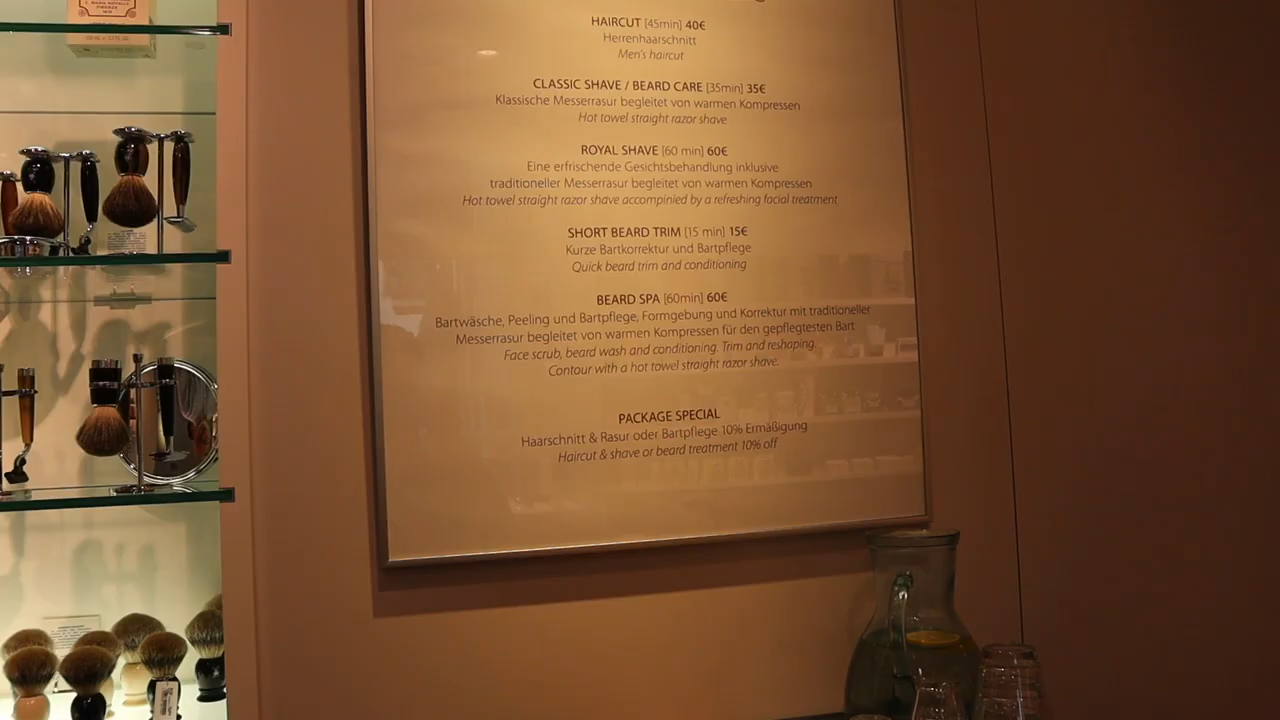 MARIA NOVELLA
FIRENZE
HAIRCUT [45min] 40€
Herrenhaarschnitt
Men's haircut
CLASSIC SHAVE / BEARD CARE [35min] 35€
Klassische Messerrasur begleitet von warmen Kompressen
Hot towel straight razor shave
ROYAL SHAVE [60 min] 60€
Eine erfrischende Gesichtsbehandlung inklusive
traditioneller Messerrasur begleitet von warmen Kompressen
Hot towel straight razor shave accompinied by a refreshing facial treatment
SHORT BEARD TRIM [15 min] 15€
Kurze Bartkorrektur und Bartpflege
Quick beard trim and conditioning
BEARD SPA [60min] 60€
Bartwäsche, Peeling und Bartpflege, Formgebung und Korrektur mit traditioneller
Messerrasur begleitet von warmen Kompressen für den gepflegtesten Bart
Face scrub, beard wash and conditioning. Trim and reshaping.
Contour with a hot towel straight razor shave.
PACKAGE SPECIAL
Haarschnitt & Rasur oder Bartpflege 10% Ermäßigung
Haircut & shave or beard treatment 10% off